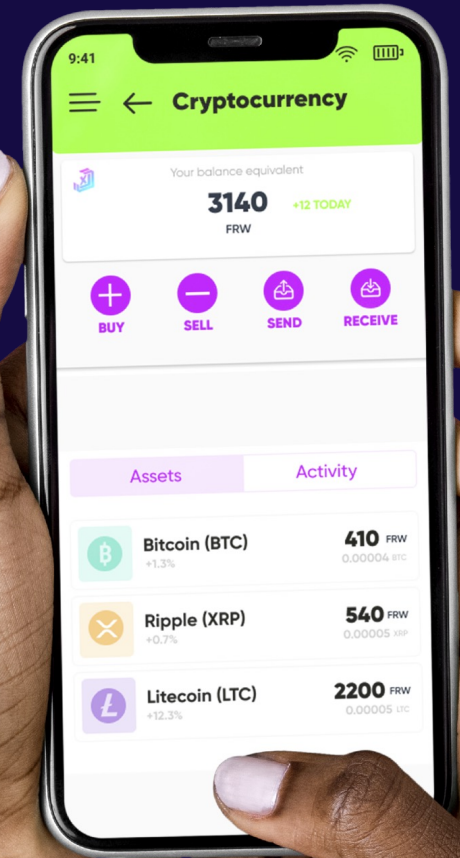 9:41
Cryptocurrency
Your balance equivalent
3140 +12 TODAY
FRW
BUY SELL SEND RECEIVE
Assets Activity
Bitcoin (BTC) 410 FRW
+1.3% 0.00004 BTC
Ripple (XRP) 540 FRW
+0.7% 0.00005 XRP
Litecoin (LTC) 2200 FRW
+12.3% 0.00005 LTC